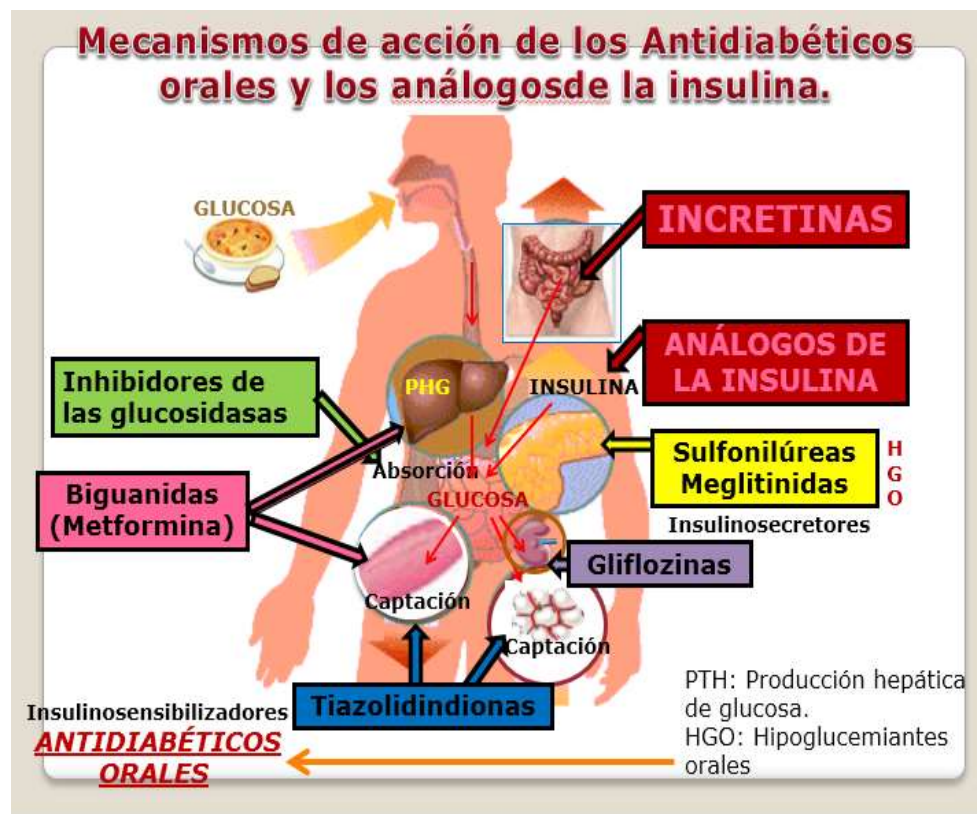 Mecanismos de acción de los Antidiabéticos
orales y los análogosde la insulina.
GLUCOSA
INCRETINAS
ANÁLOGOS DE
LA INSULINA
Inhibidores de
las glucosidasas
PHG
INSULINA
Absorción
GLUCOSA
Sulfonilúreas
Meglitinidas
H
G
O
Insulinosecretores
Biguanidas
(Metformina)
Gliflozinas
Captación
Captación
Tiazolidindionas
Insulinosensibilizadores
ANTIDIABÉTICOS
ORALES
PTH: Producción hepática
de glucosa.
HGO: Hipoglucemiantes
orales